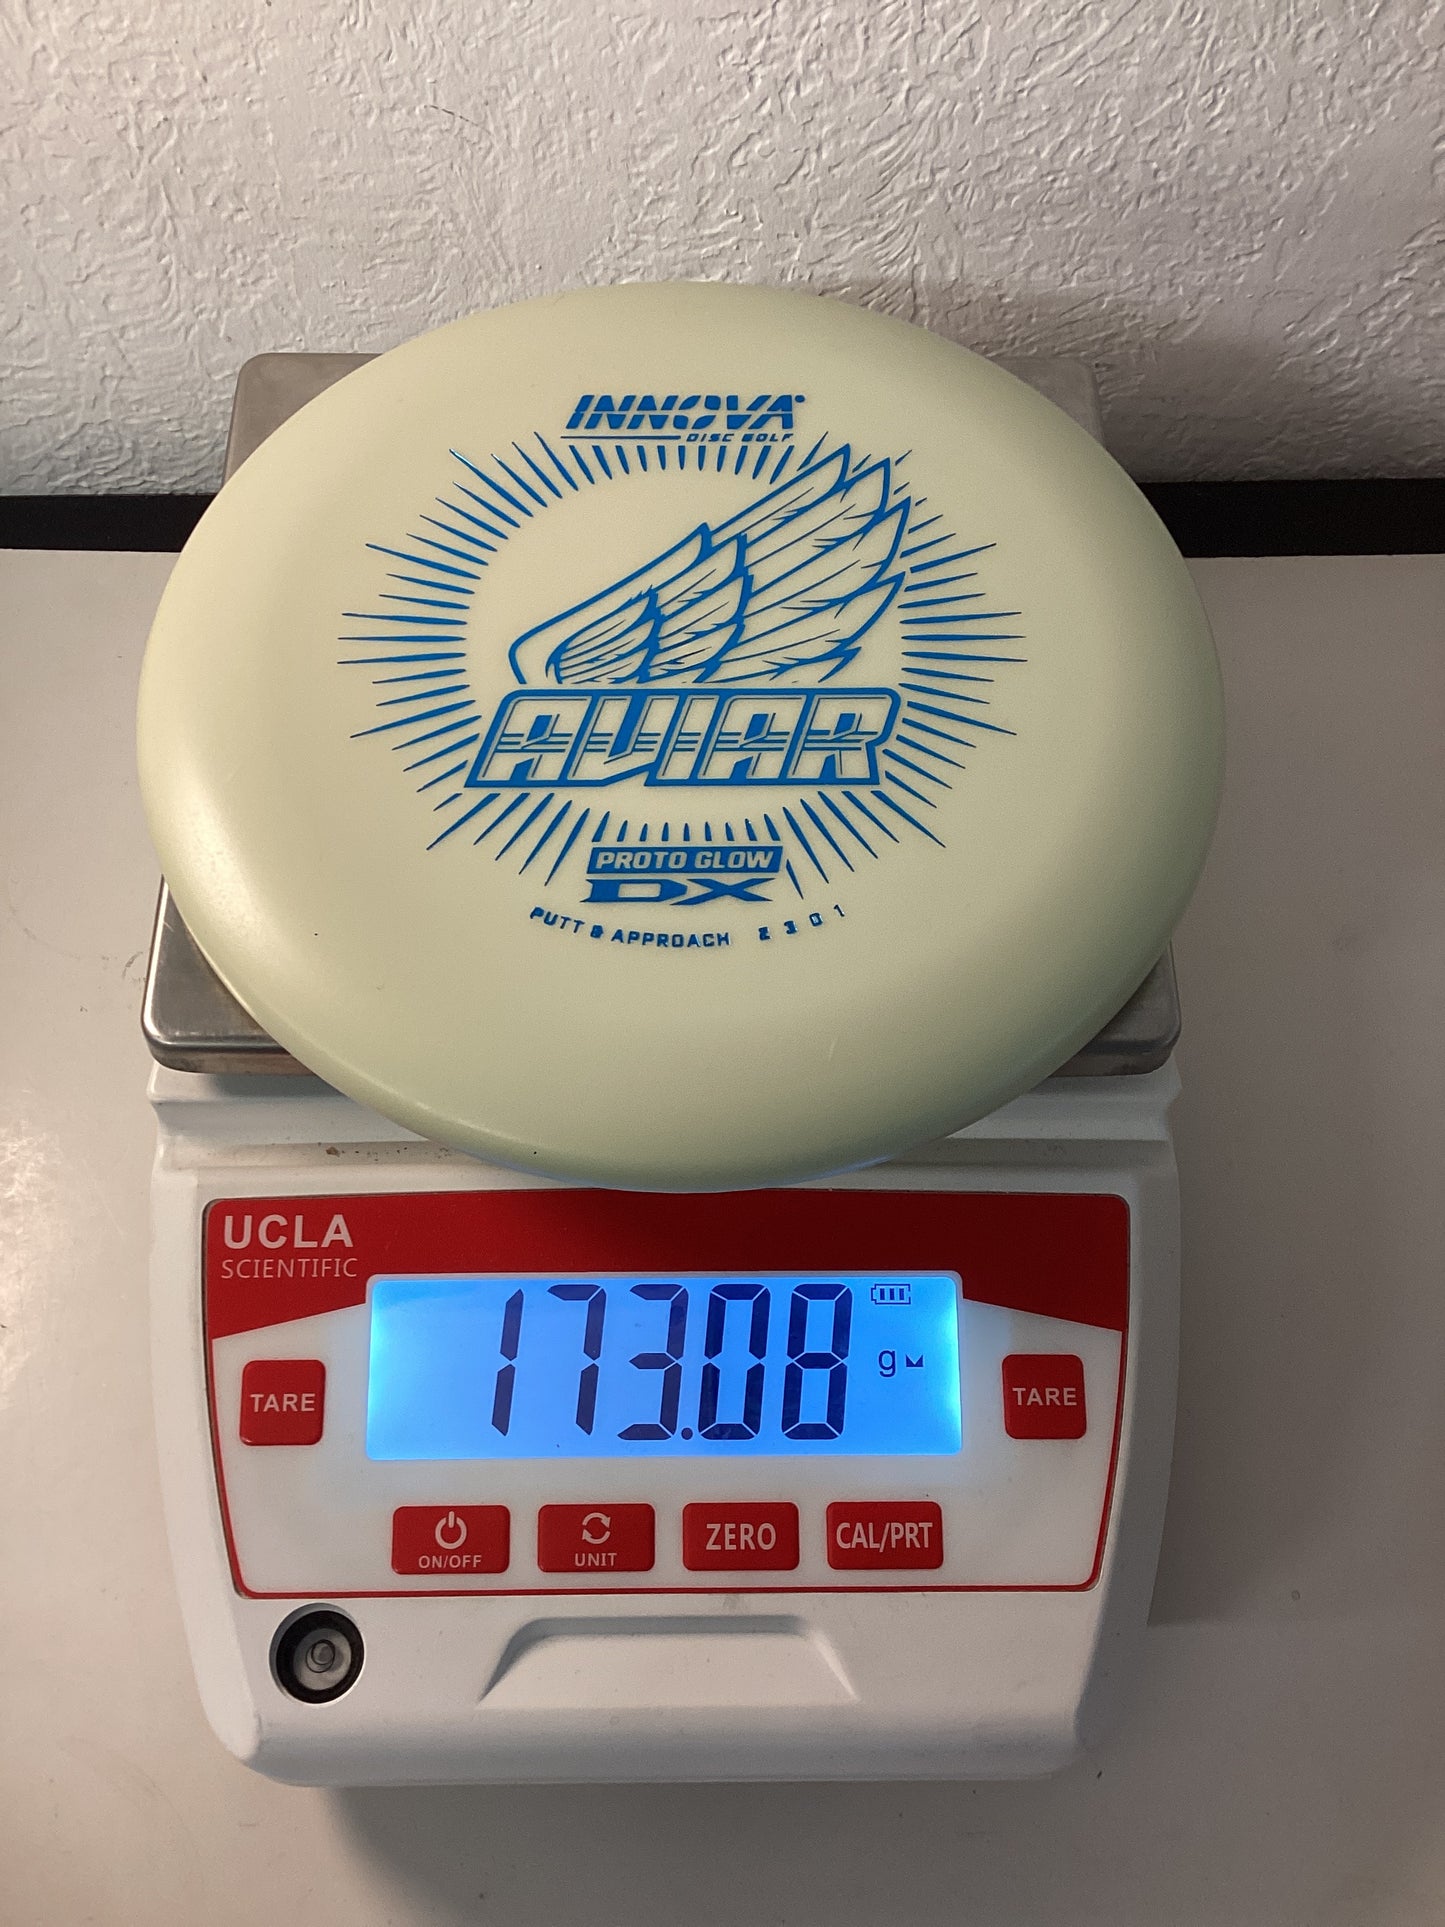 INNOVA
DISC GOLF
AVIAR
PROTO GLOW
DX
PUTT & APPROACH 2 3 0 1
UCLA
SCIENTIFIC
173.08
g
TARE
TARE
ON/OFF
UNIT
ZERO
CAL/PRT